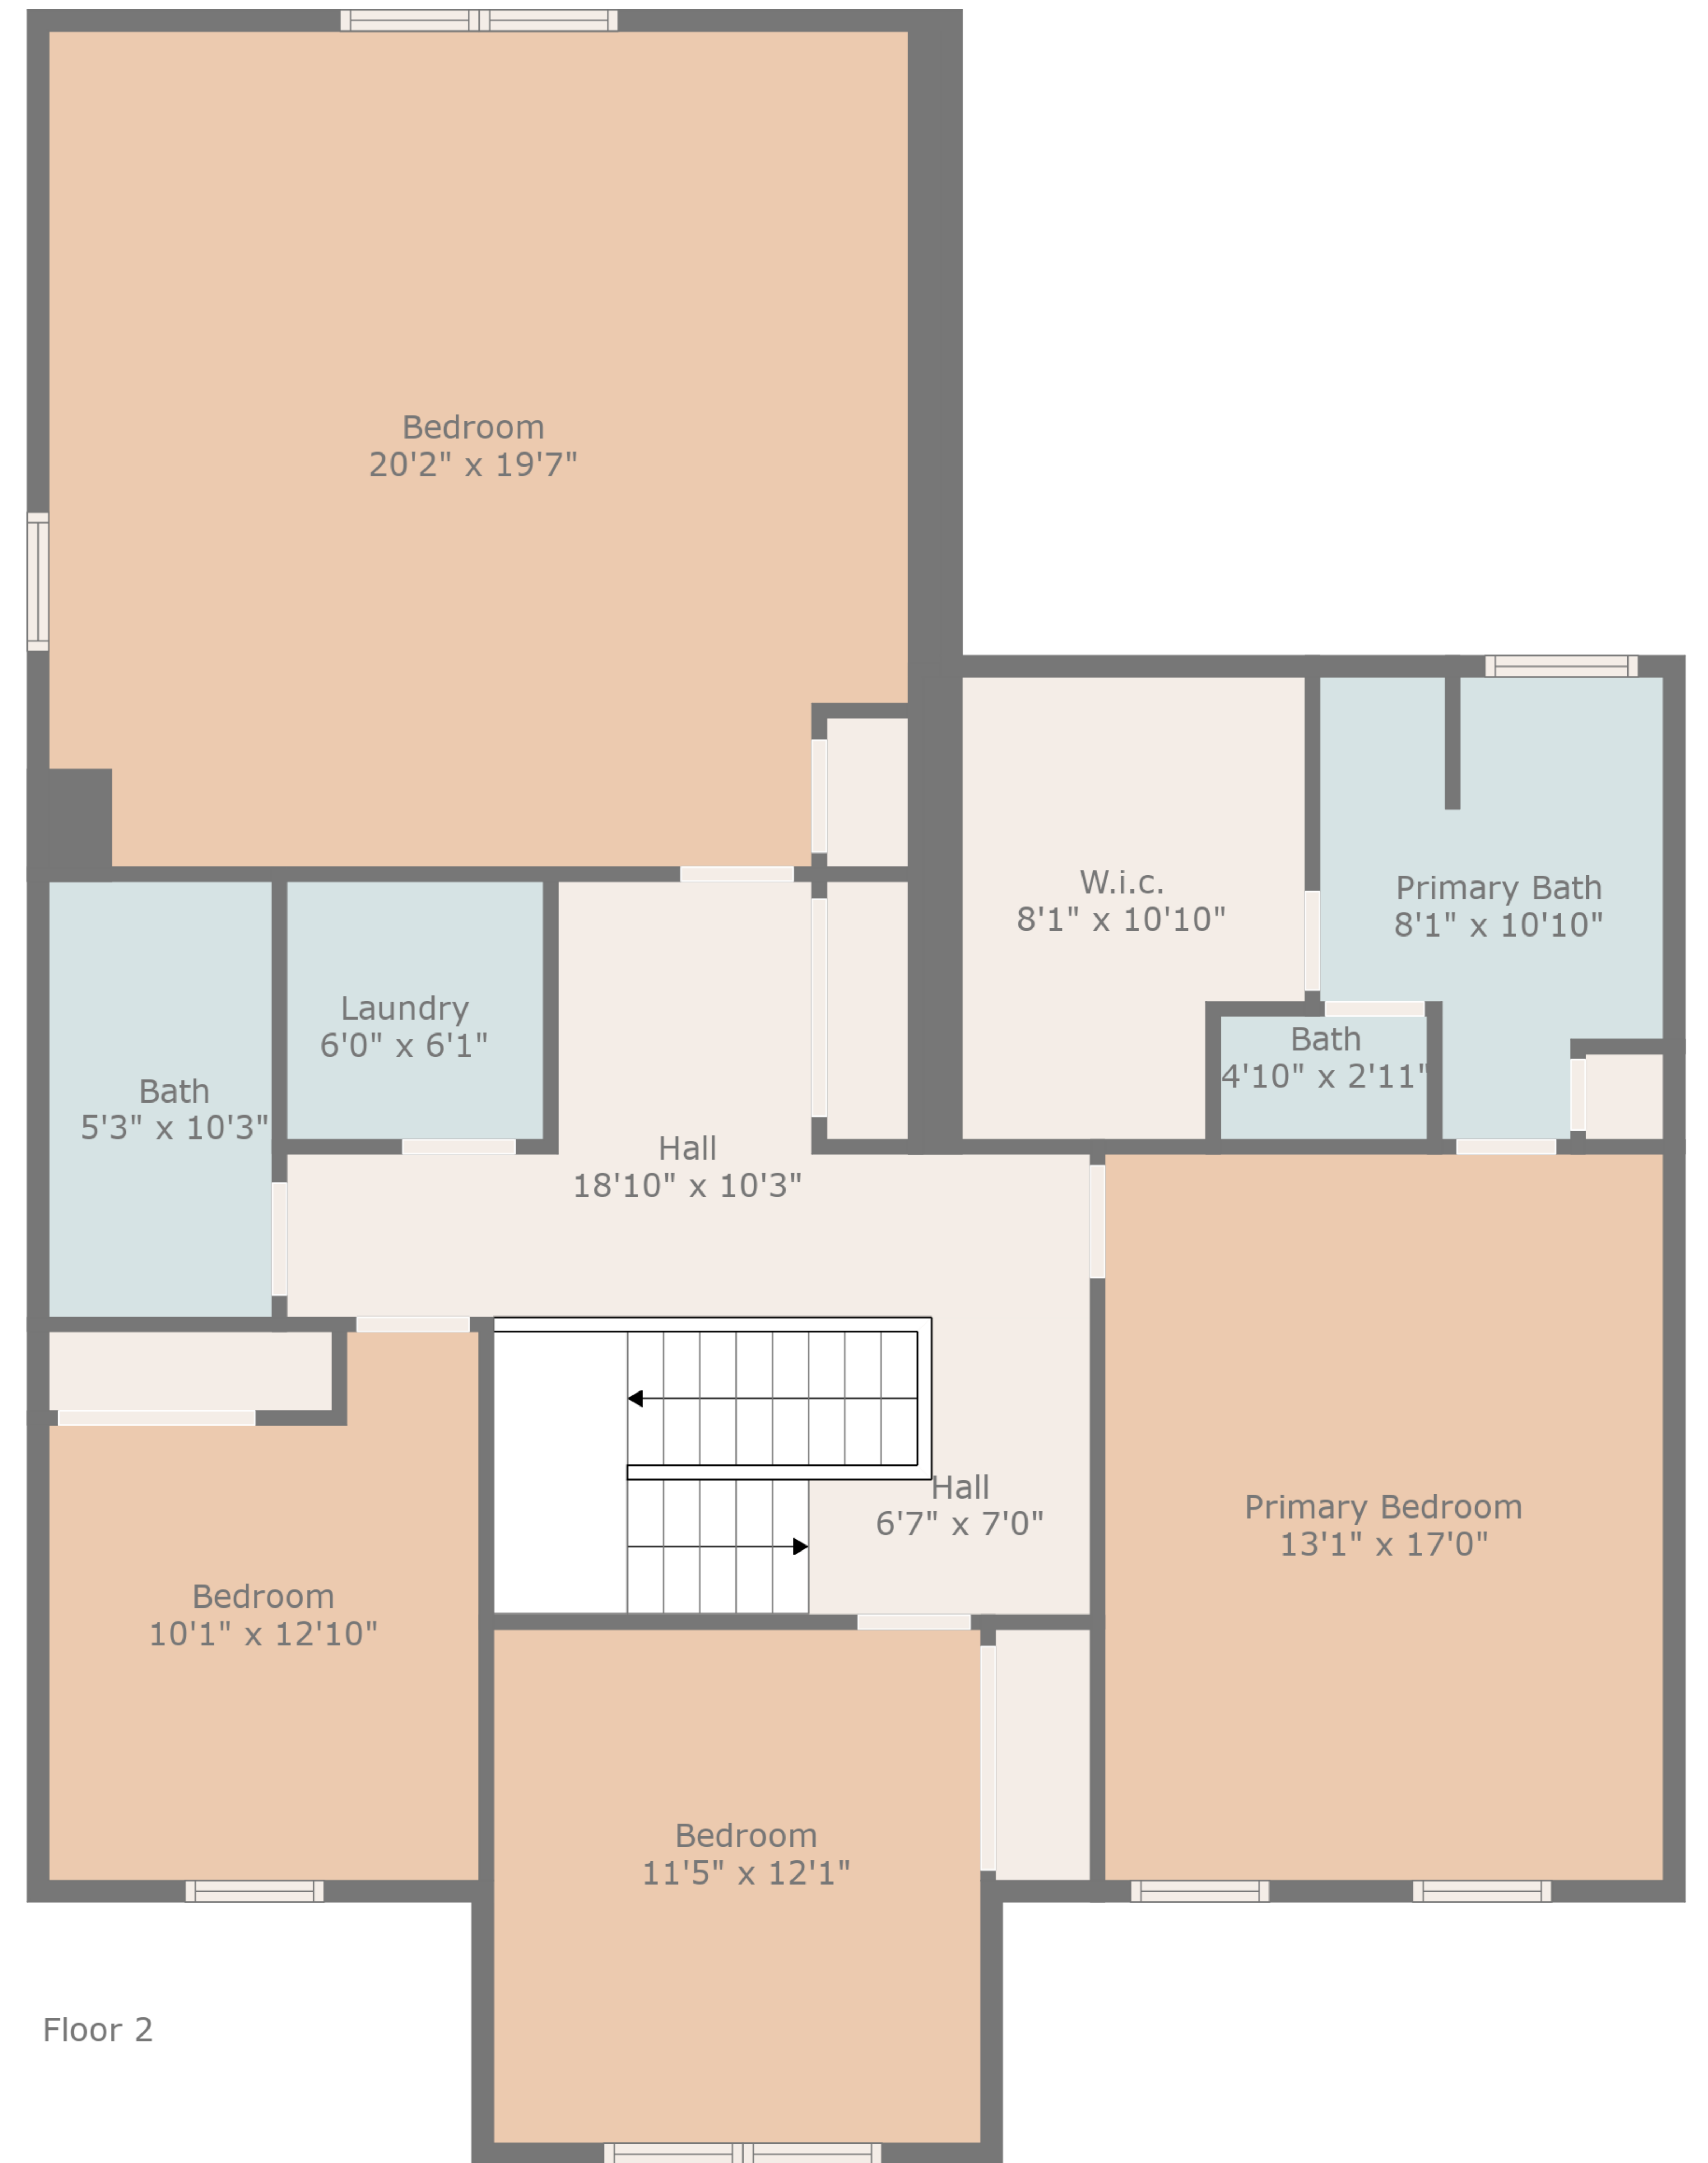 Bedroom
20'2" x 19'7"
W.i.c.
8'1" x 10'10"
Primary Bath
8'1" x 10'10"
Laundry
6'0" x 6'1"
Bath
4'10" x 2'11"
Bath
5'3" x 10'3"
Hall
18'10" x 10'3"
Hall
6'7" x 7'0"
Primary Bedroom
13'1" x 17'0"
Bedroom
10'1" x 12'10"
Bedroom
11'5" x 12'1"
Floor 2